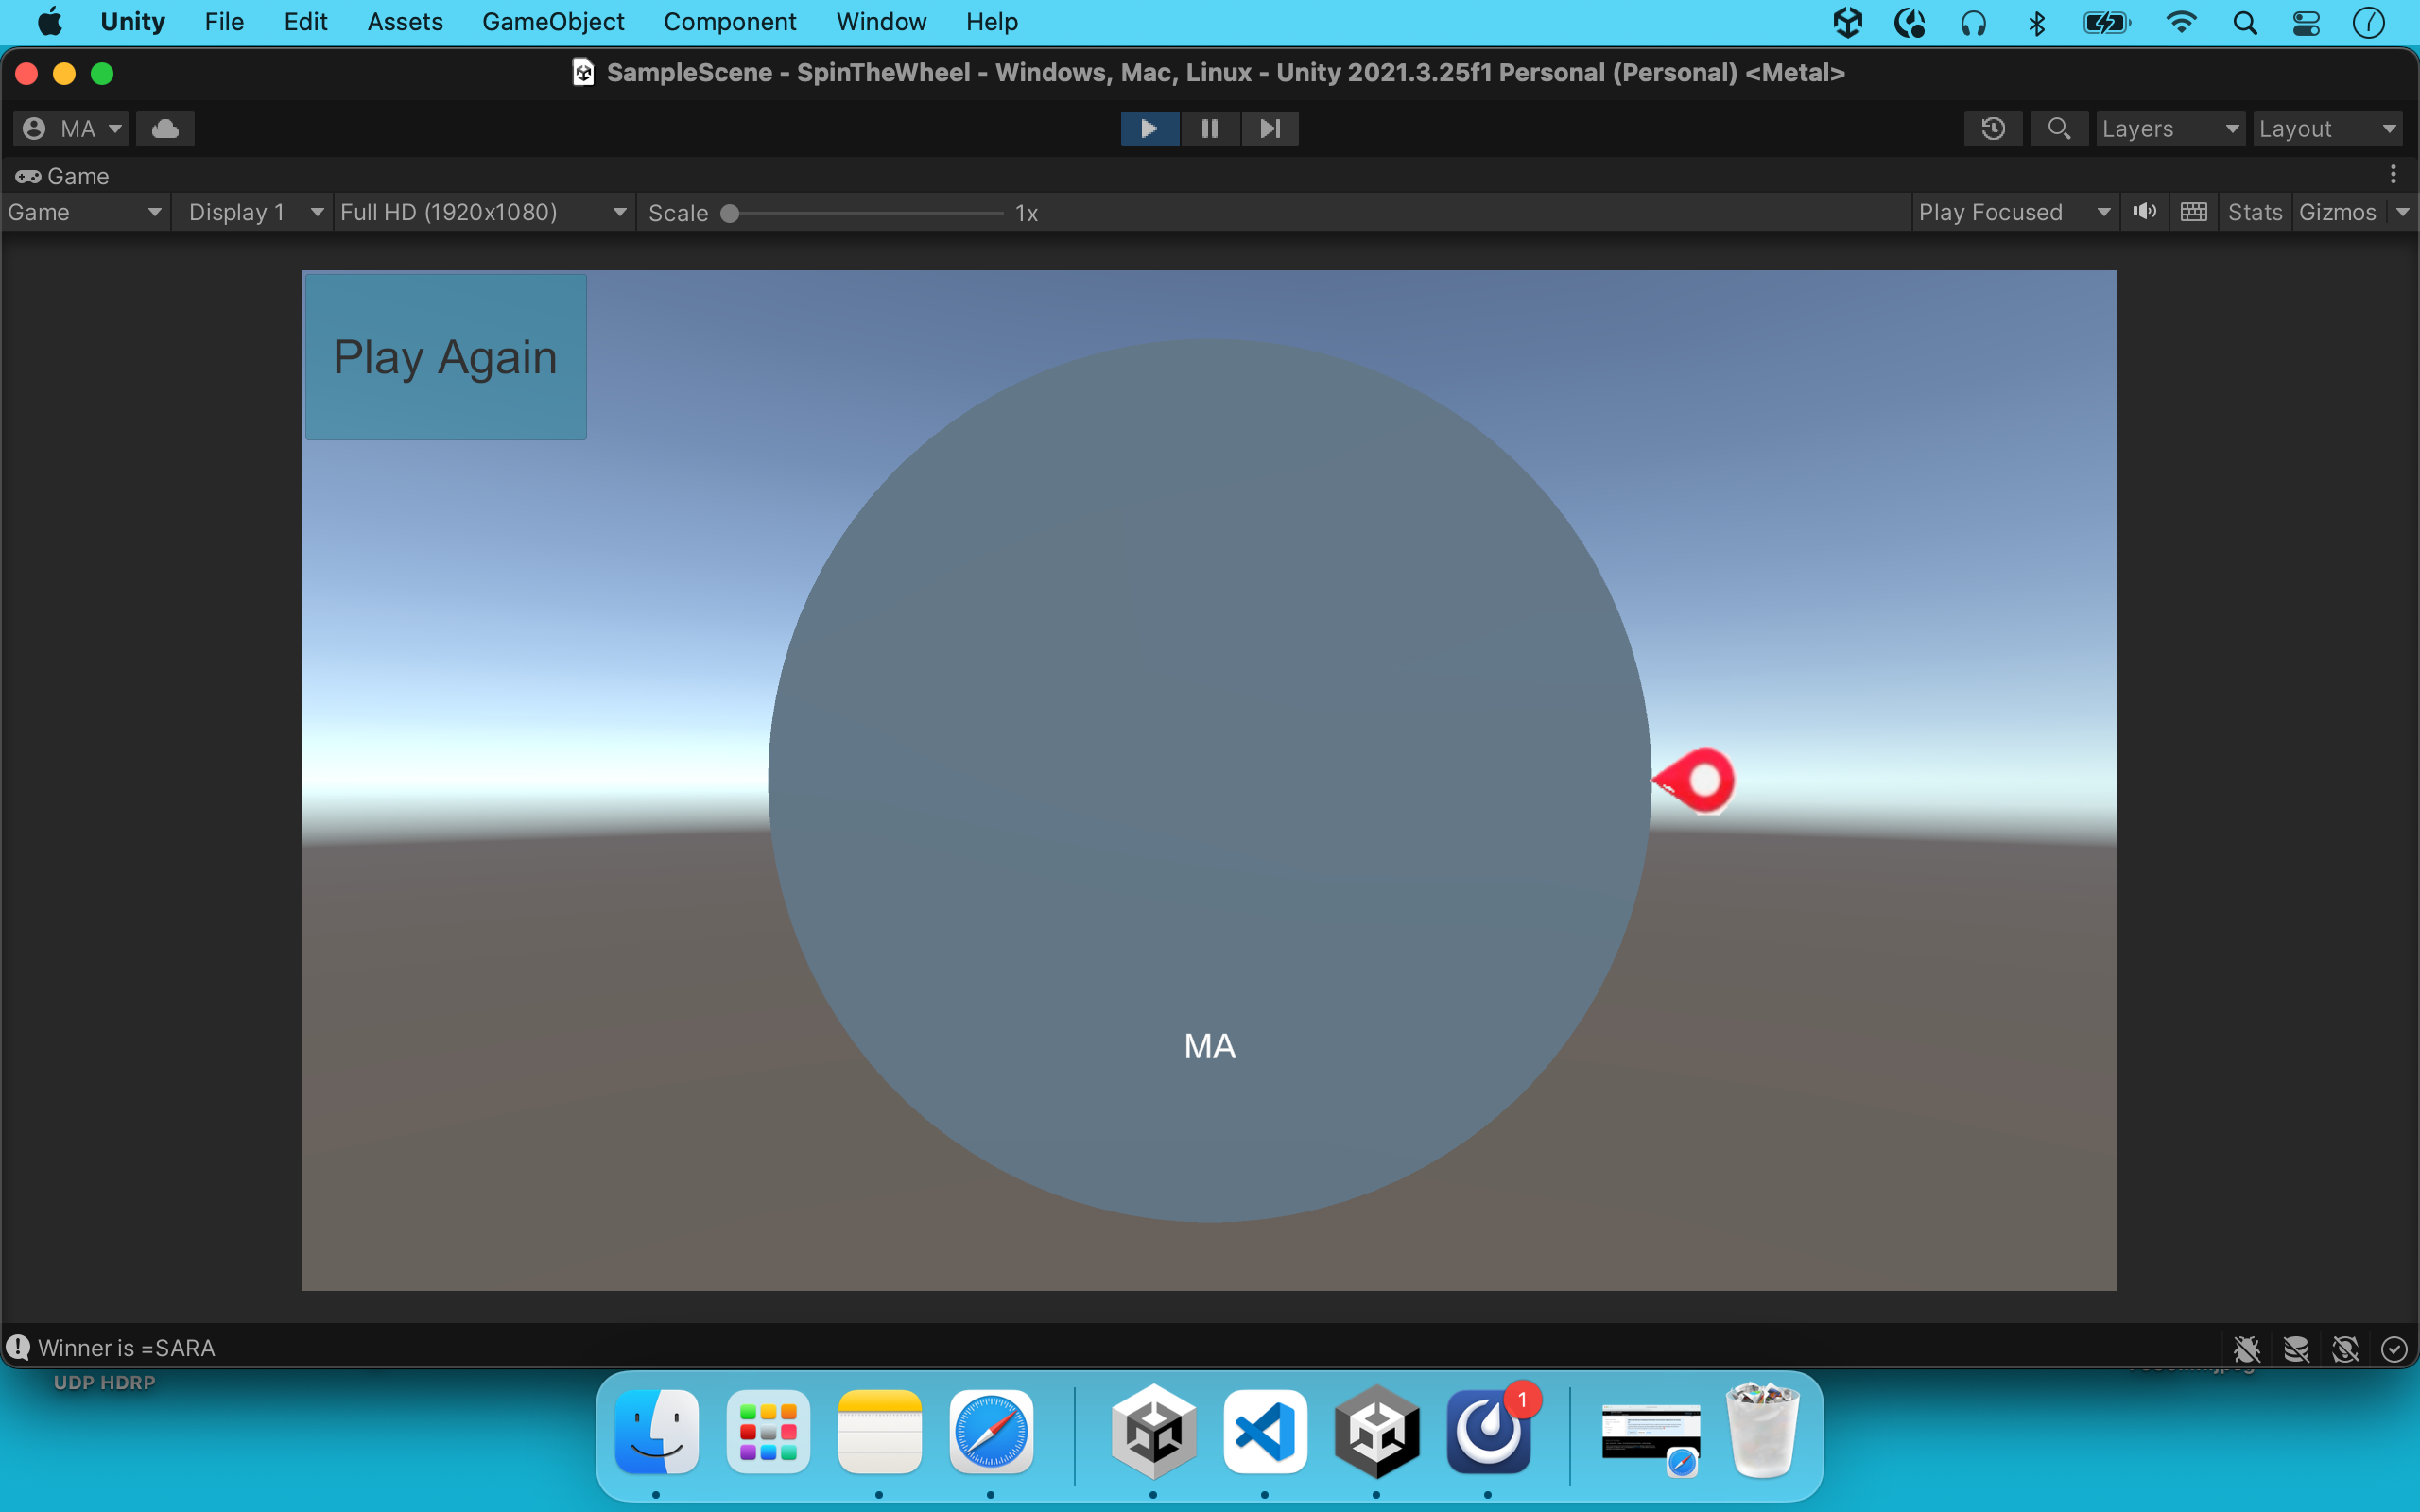 Unity File Edit Assets GameObject Component Window Help
SampleScene - SpinTheWheel - Windows, Mac, Linux - Unity 2021.3.25f1 Personal (Personal) <Metal>
MA Layers Layout
Game
Game Display 1 Full HD (1920x1080) Scale 1x Play Focused Stats Gizmos
Play Again
MA
Winner is =SARA
UDP HDRP
1